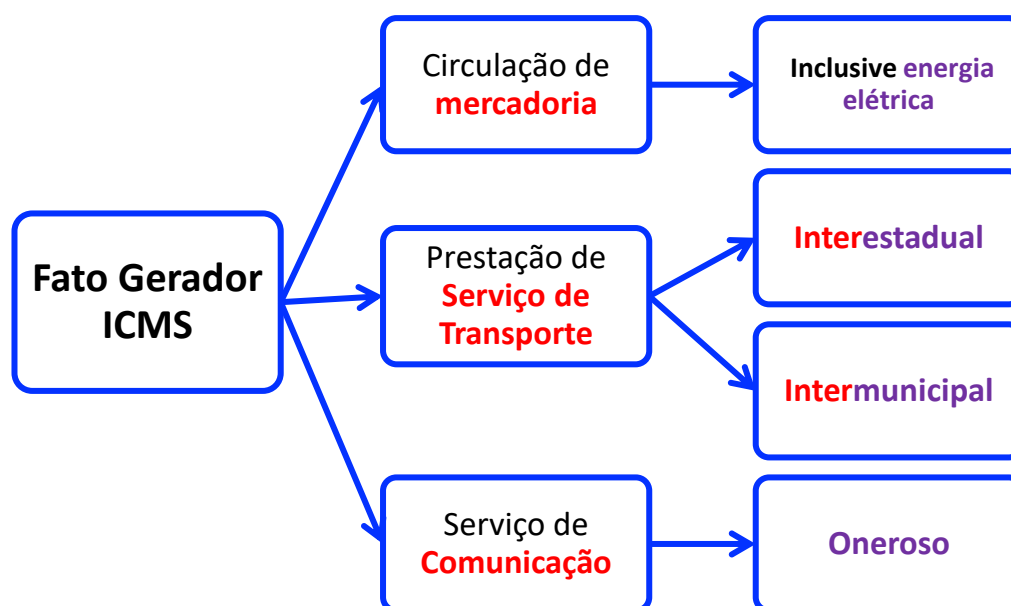 Fato Gerador
ICMS
Circulação de
mercadoria
Inclusive energia
elétrica
Prestação de
Serviço de
Transporte
Interestadual
Intermunicipal
Serviço de
Comunicação
Oneroso